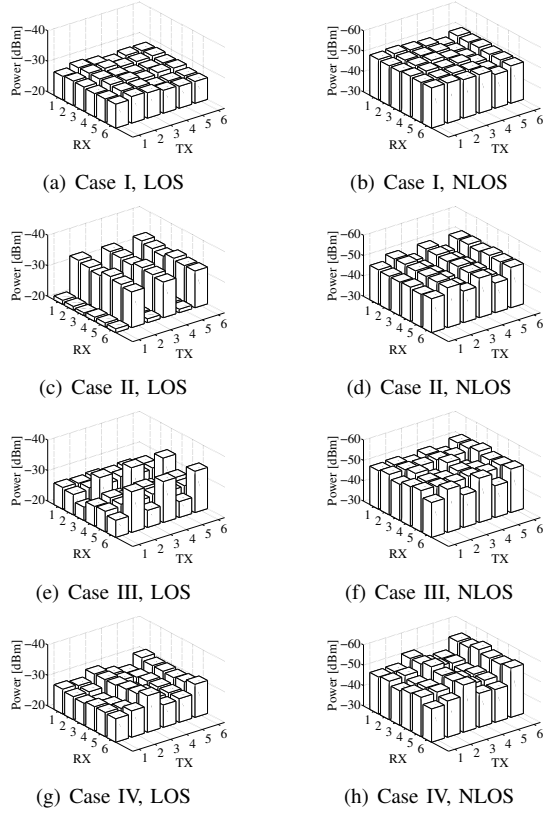 −40
−30
−20
Power [dBm]
1 2 3 4 5 6
RX
1 2 3 4 5 6
TX
(a) Case I, LOS
−60
−50
−40
−30
Power [dBm]
1 2 3 4 5 6
RX
1 2 3 4 5 6
TX
(b) Case I, NLOS
−40
−30
−20
Power [dBm]
1 2 3 4 5 6
RX
1 2 3 4 5 6
TX
(c) Case II, LOS
−60
−50
−40
−30
Power [dBm]
1 2 3 4 5 6
RX
1 2 3 4 5 6
TX
(d) Case II, NLOS
−40
−30
−20
Power [dBm]
1 2 3 4 5 6
RX
1 2 3 4 5 6
TX
(e) Case III, LOS
−60
−50
−40
−30
Power [dBm]
1 2 3 4 5 6
RX
1 2 3 4 5 6
TX
(f) Case III, NLOS
−40
−30
−20
Power [dBm]
1 2 3 4 5 6
RX
1 2 3 4 5 6
TX
(g) Case IV, LOS
−60
−50
−40
−30
Power [dBm]
1 2 3 4 5 6
RX
1 2 3 4 5 6
TX
(h) Case IV, NLOS